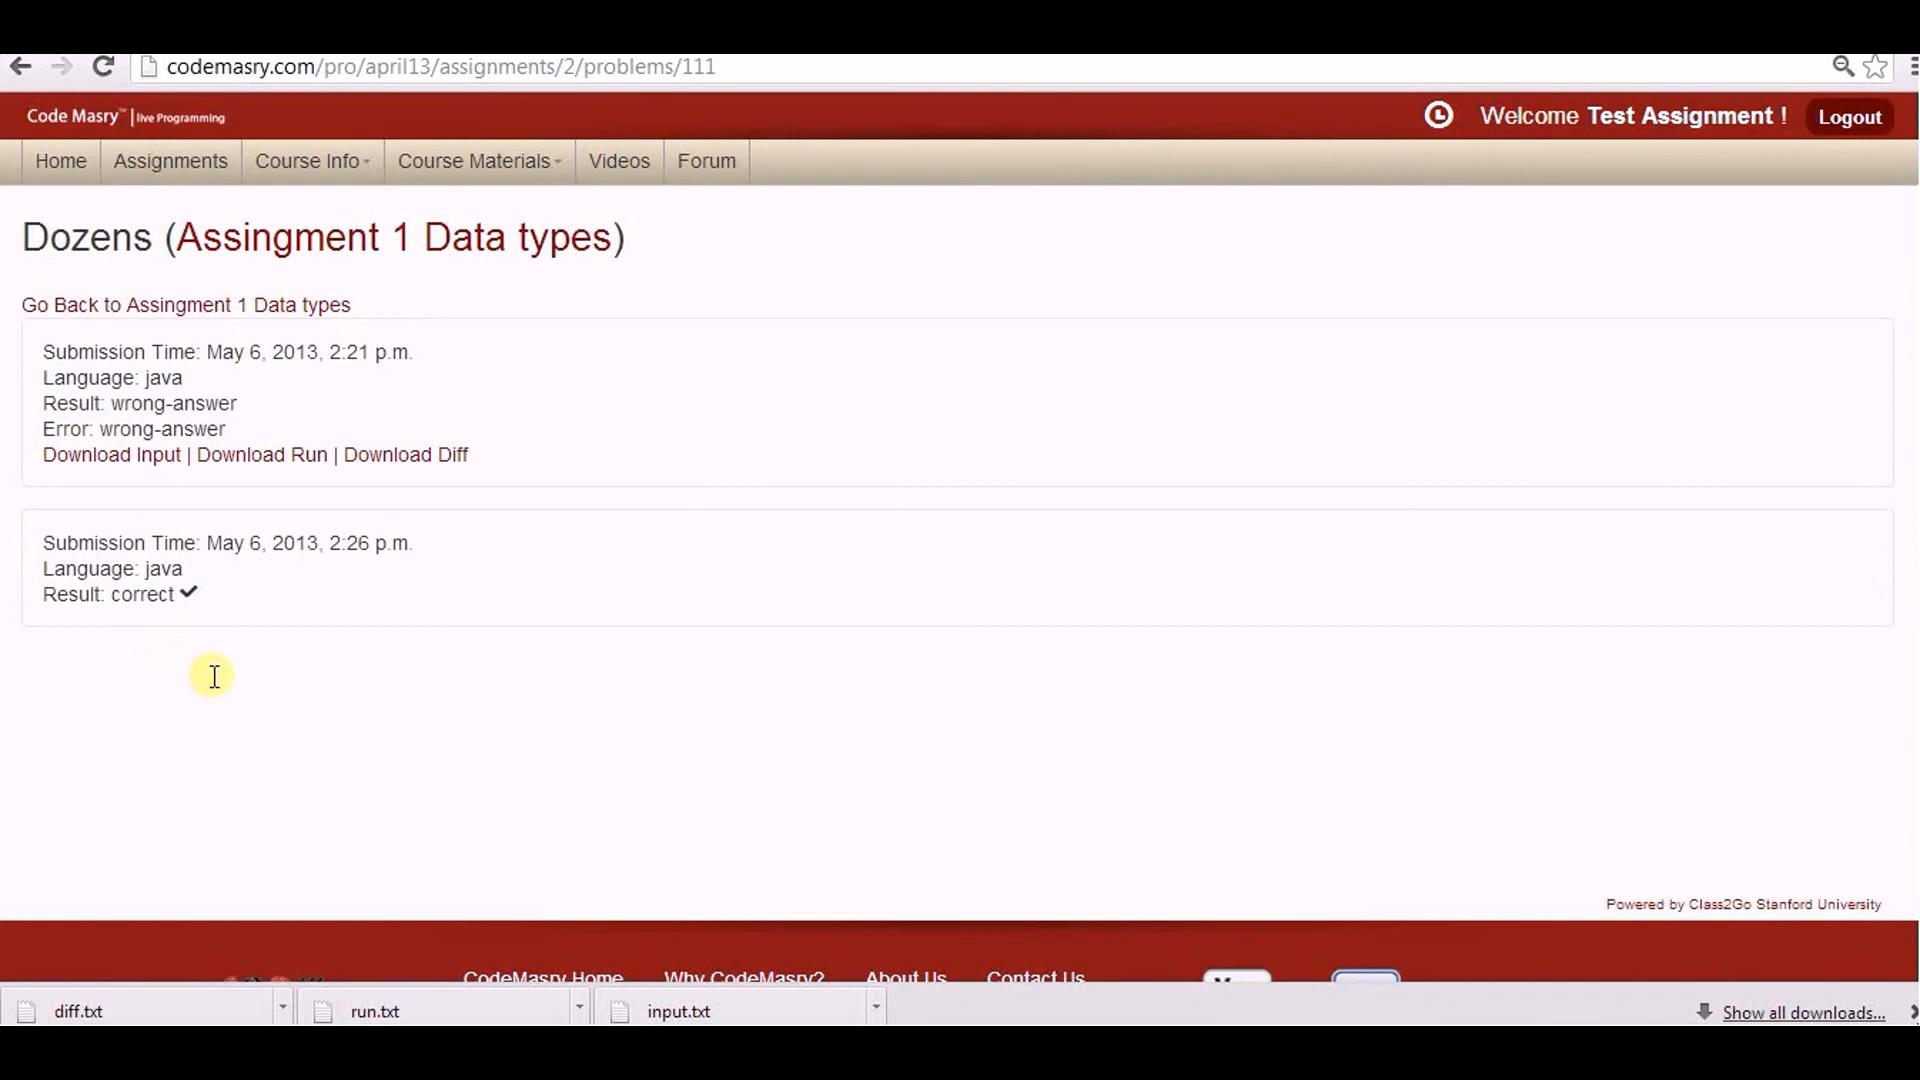 codemasry.com/pro/april13/assignments/2/problems/111
Code Masry™ | live Programming
Welcome Test Assignment !
Logout
Home
Assignments
Course Info
Course Materials
Videos
Forum
Dozens (Assingment 1 Data types)
Go Back to Assingment 1 Data types
Submission Time: May 6, 2013, 2:21 p.m.
Language: java
Result: wrong-answer
Error: wrong-answer
Download Input | Download Run | Download Diff
Submission Time: May 6, 2013, 2:26 p.m.
Language: java
Result: correct
Powered by Class2Go Stanford University
CodeMasry Home
Why CodeMasry?
About Us
Contact Us
diff.txt
run.txt
input.txt
Show all downloads...